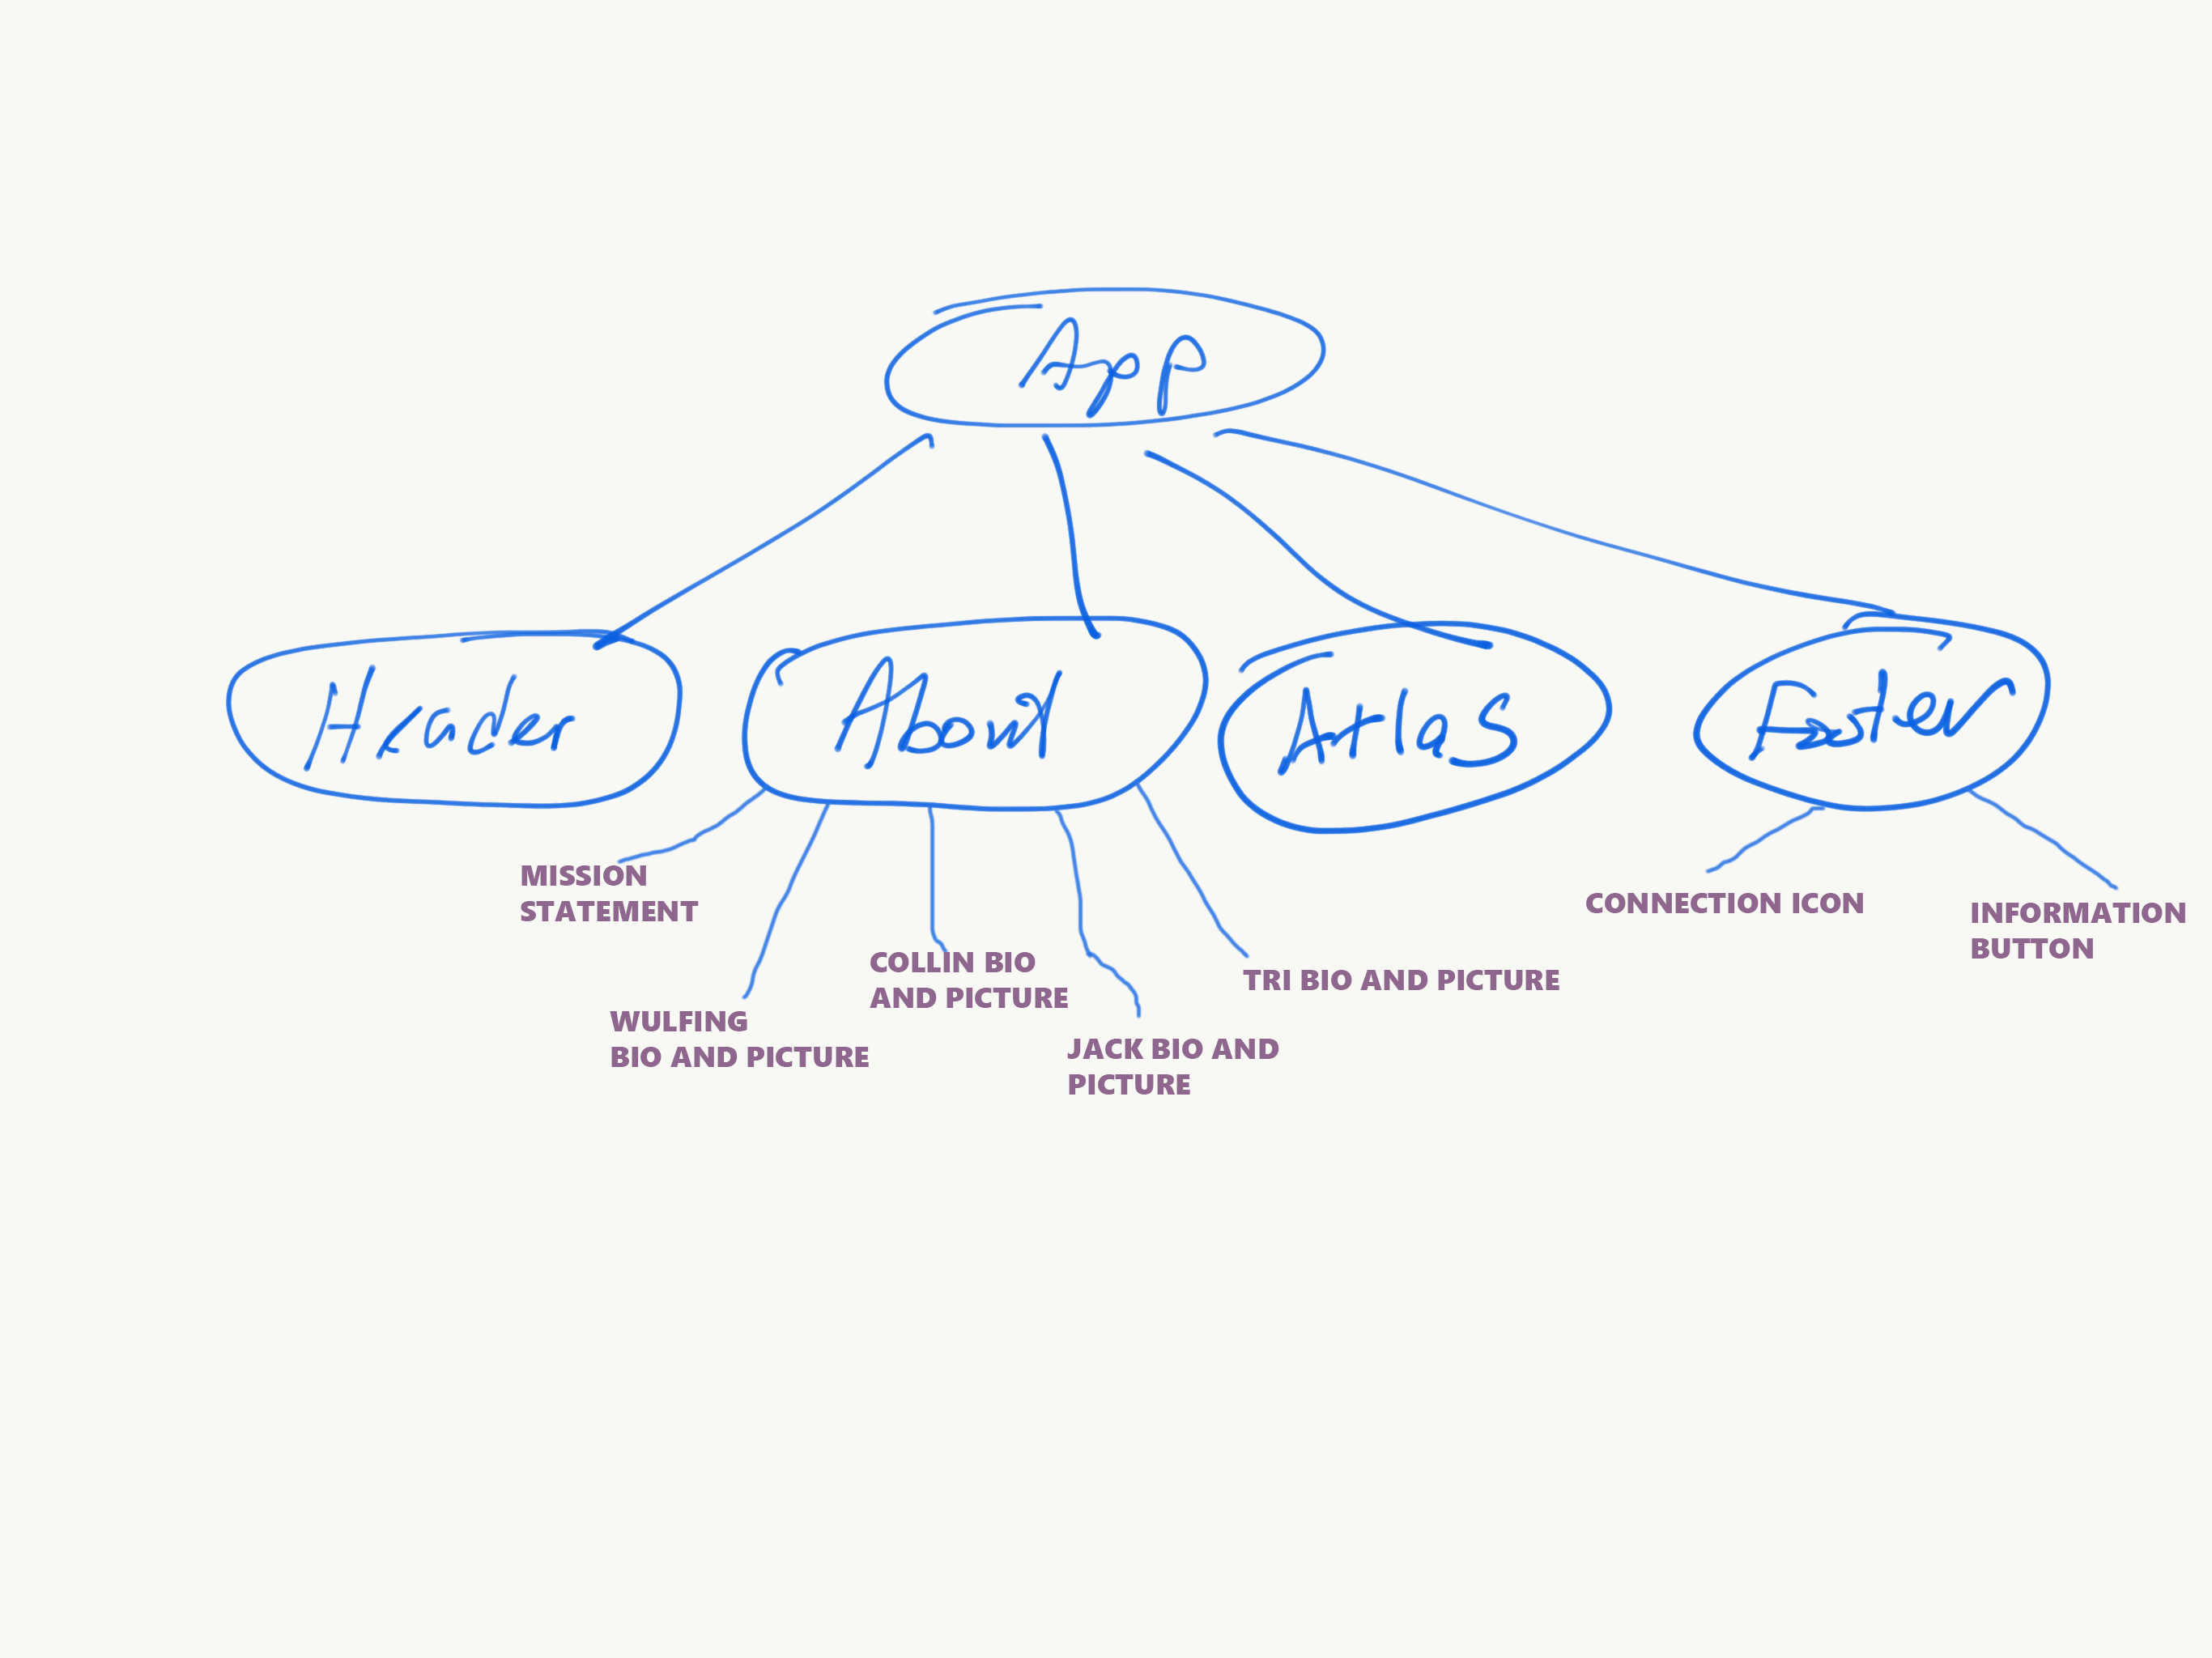 App
Header
About
Atlas
Footer
MISSION
STATEMENT
WULFING
BIO AND PICTURE
COLLIN BIO
AND PICTURE
JACK BIO AND
PICTURE
TRI BIO AND PICTURE
CONNECTION ICON
INFORMATION
BUTTON